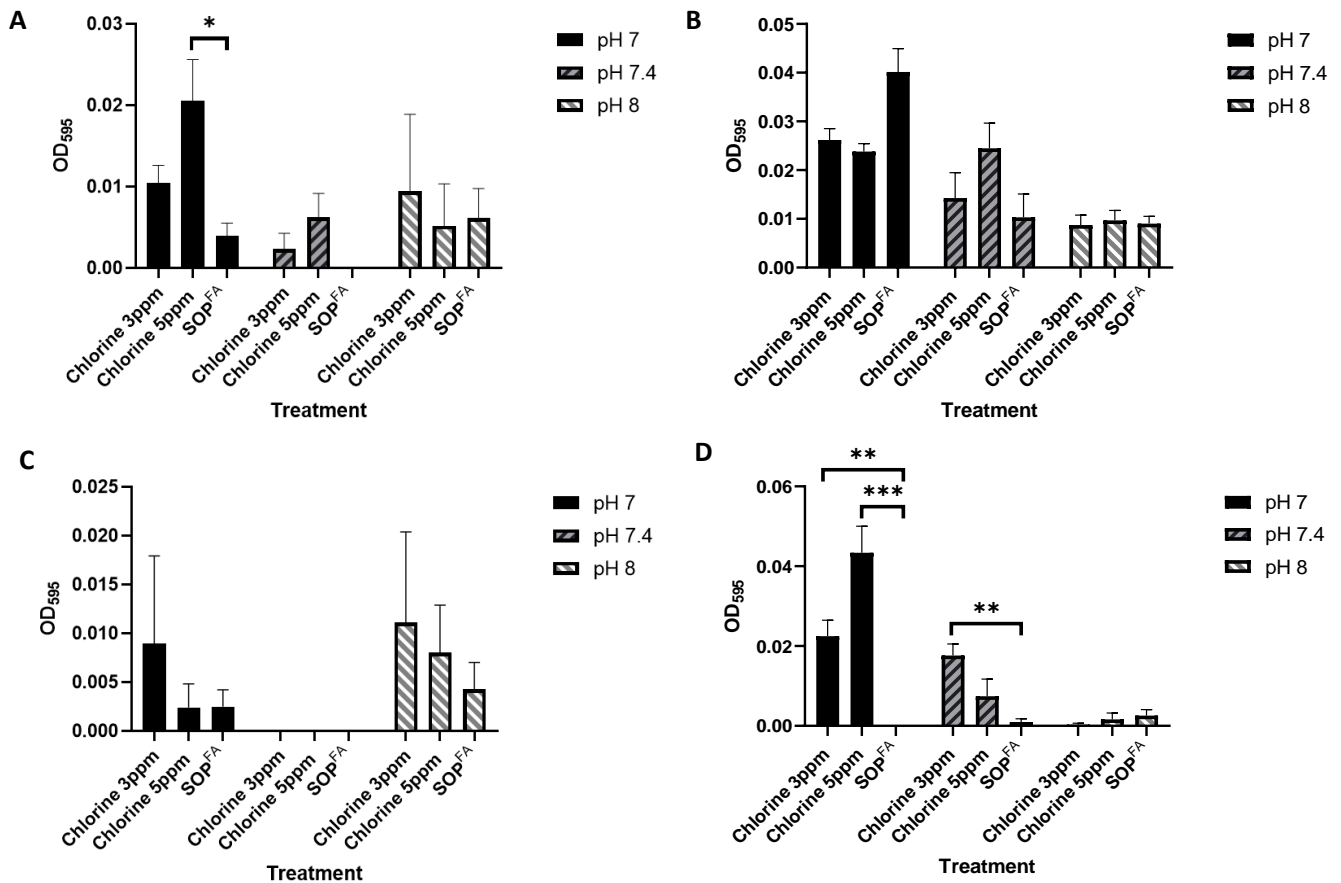 A
*
0.03
0.02
0.01
0.00
OD595
pH 7
pH 7.4
pH 8
Chlorine 3ppm
Chlorine 5ppm
SOPFA
Chlorine 3ppm
Chlorine 5ppm
SOPFA
Chlorine 3ppm
Chlorine 5ppm
SOPFA
Treatment
B
0.05
0.04
0.03
0.02
0.01
0.00
OD595
pH 7
pH 7.4
pH 8
Chlorine 3ppm
Chlorine 5ppm
SOPFA
Chlorine 3ppm
Chlorine 5ppm
SOPFA
Chlorine 3ppm
Chlorine 5ppm
SOPFA
Treatment
C
0.025
0.020
0.015
0.010
0.005
0.000
OD595
pH 7
pH 7.4
pH 8
Chlorine 3ppm
Chlorine 5ppm
SOPFA
Chlorine 3ppm
Chlorine 5ppm
SOPFA
Chlorine 3ppm
Chlorine 5ppm
SOPFA
Treatment
D
**
***
**
0.06
0.04
0.02
0.00
OD595
pH 7
pH 7.4
pH 8
Chlorine 3ppm
Chlorine 5ppm
SOPFA
Chlorine 3ppm
Chlorine 5ppm
SOPFA
Chlorine 3ppm
Chlorine 5ppm
SOPFA
Treatment